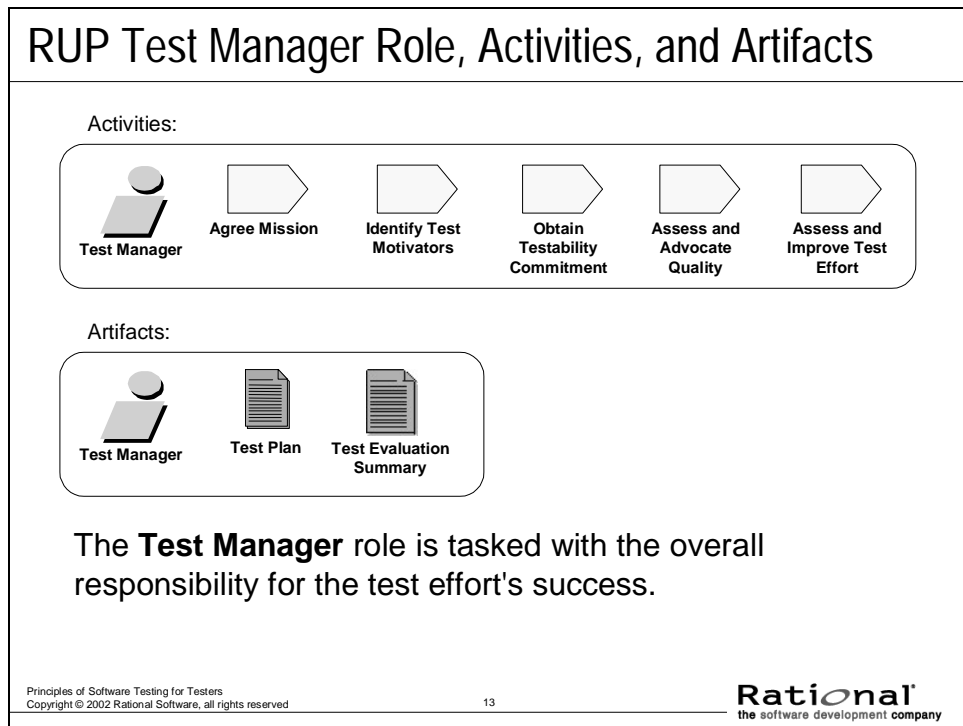 RUP Test Manager Role, Activities, and Artifacts
Activities:
Test Manager
Agree Mission
Identify Test
Motivators
Obtain
Testability
Commitment
Assess and
Advocate
Quality
Assess and
Improve Test
Effort
Artifacts:
Test Manager
Test Plan
Test Evaluation
Summary
The Test Manager role is tasked with the overall
responsibility for the test effort's success.
Principles of Software Testing for Testers
Copyright © 2002 Rational Software, all rights reserved
13
Rational
the software development company